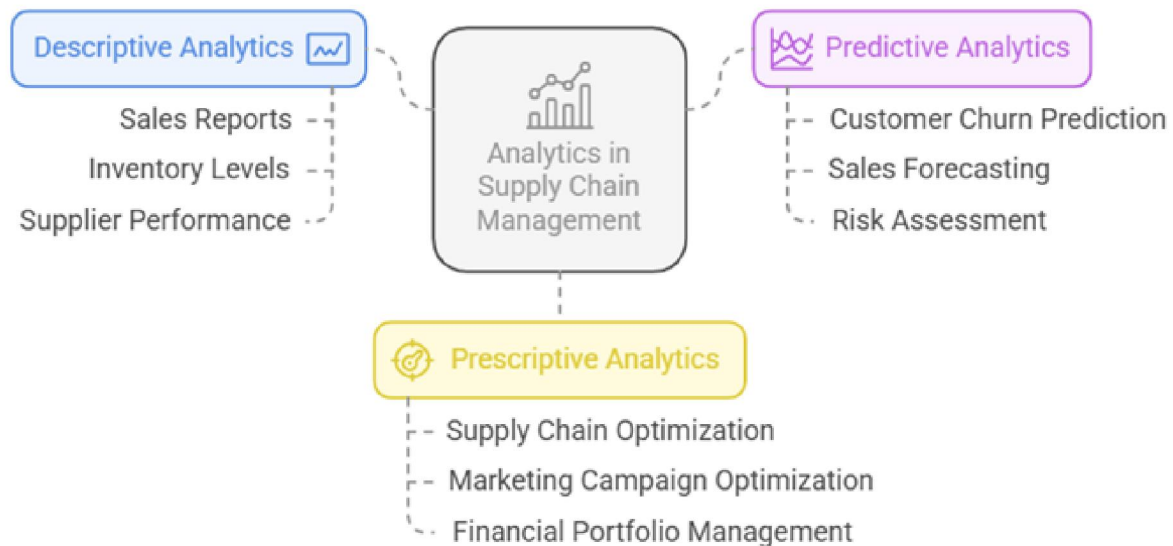 Descriptive Analytics
Sales Reports
Inventory Levels
Supplier Performance
Analytics in
Supply Chain
Management
Predictive Analytics
Customer Churn Prediction
Sales Forecasting
Risk Assessment
Prescriptive Analytics
Supply Chain Optimization
Marketing Campaign Optimization
Financial Portfolio Management